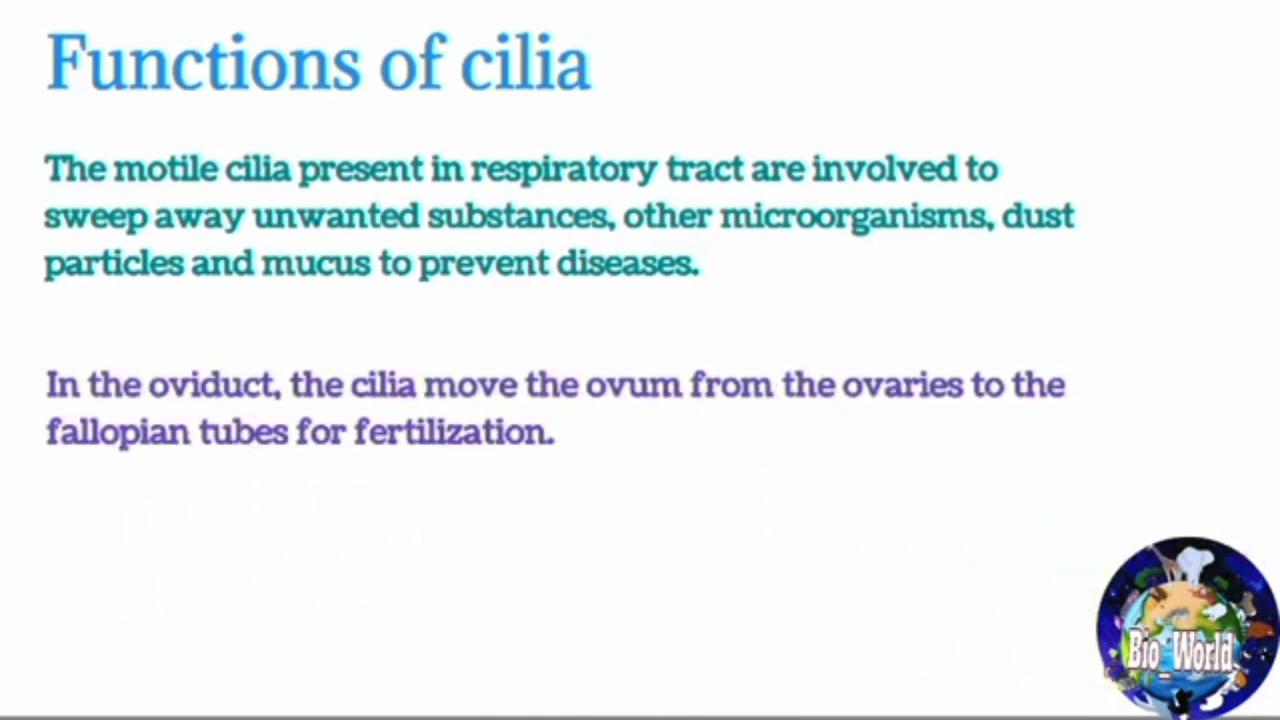 Functions of cilia
The motile cilia present in respiratory tract are involved to
sweep away unwanted substances, other microorganisms, dust
particles and mucus to prevent diseases.
In the oviduct, the cilia move the ovum from the ovaries to the
fallopian tubes for fertilization.
Bio_World